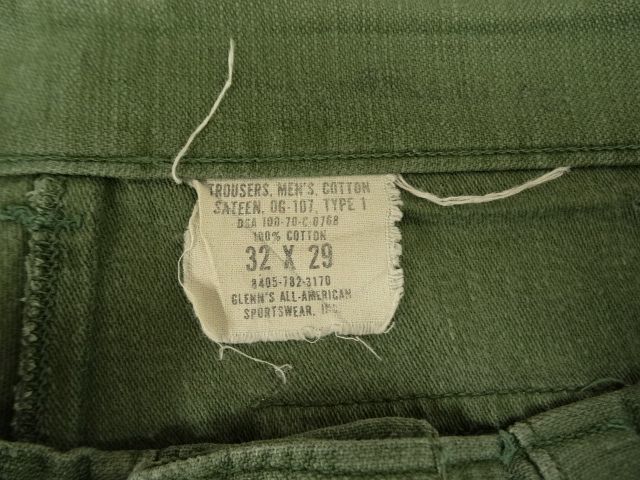 TROUSERS, MEN'S, COTTON
SATEEN, OG-107, TYPE 1
DSA 100-70-C-0768
100% COTTON
32 X 29
8405-782-3170
GLENN'S ALL-AMERICAN
SPORTSWEAR, INC.